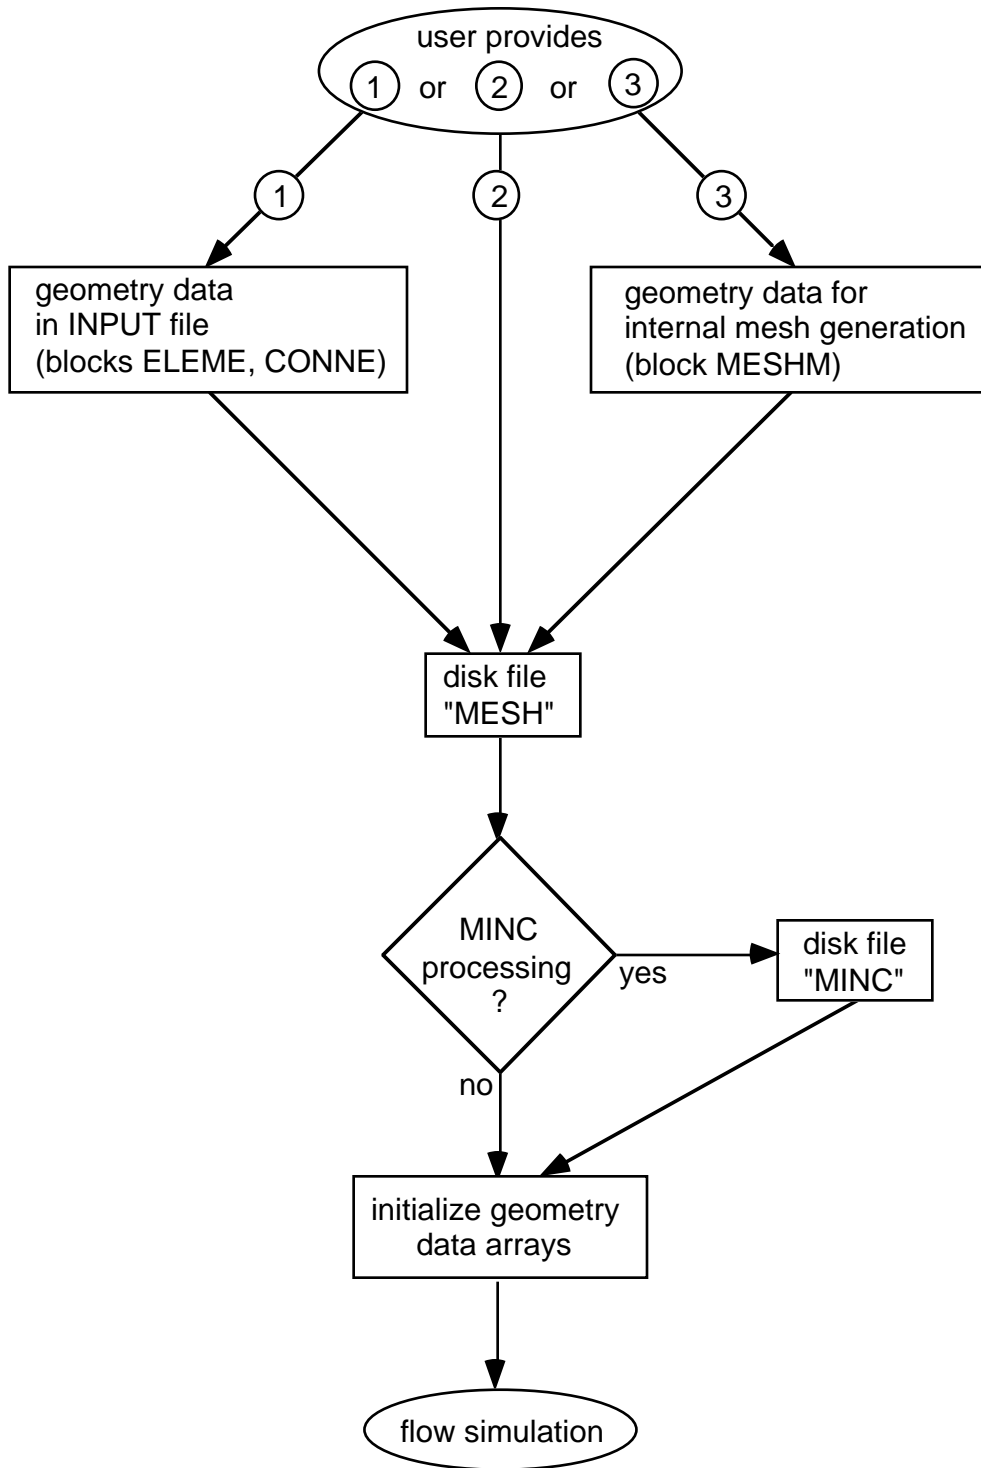 user provides
1 or 2 or 3
1
2
3
geometry data
in INPUT file
(blocks ELEME, CONNE)
geometry data for
internal mesh generation
(block MESHM)
disk file
"MESH"
MINC
processing
?
yes
disk file
"MINC"
no
initialize geometry
data arrays
flow simulation